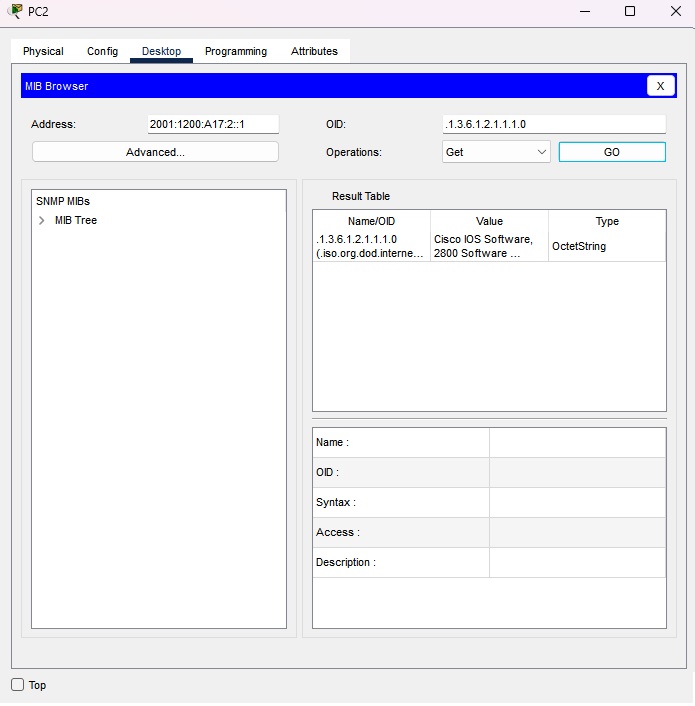 PC2
Physical Config Desktop Programming Attributes
MIB Browser X
Address: 2001:1200:A17:2::1 OID: .1.3.6.1.2.1.1.1.0
Advanced... Operations: Get GO
SNMP MIBs
MIB Tree
Result Table
Name/OID Value Type
.1.3.6.1.2.1.1.1.0 Cisco IOS Software, OctetString
(.iso.org.dod.interne... 2800 Software ...
Name :
OID :
Syntax :
Access :
Description :
Top